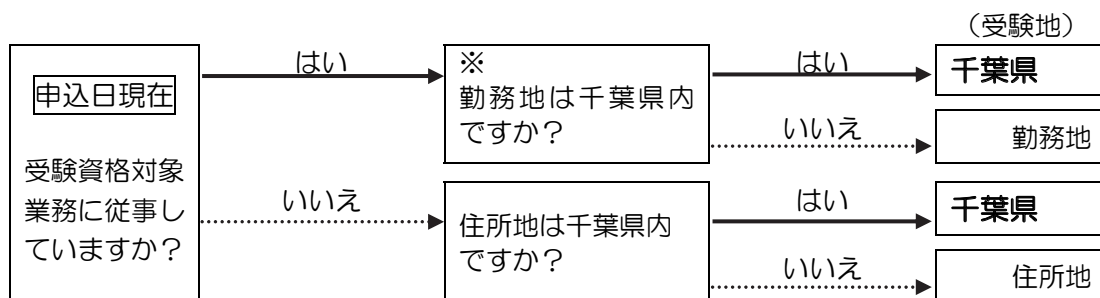 （受験地）
申込日現在
受験資格対象
業務に従事し
ていますか？
はい
※
勤務地は千葉県内
ですか？
はい
千葉県
いいえ
勤務地
いいえ
住所地は千葉県内
ですか？
はい
千葉県
いいえ
住所地